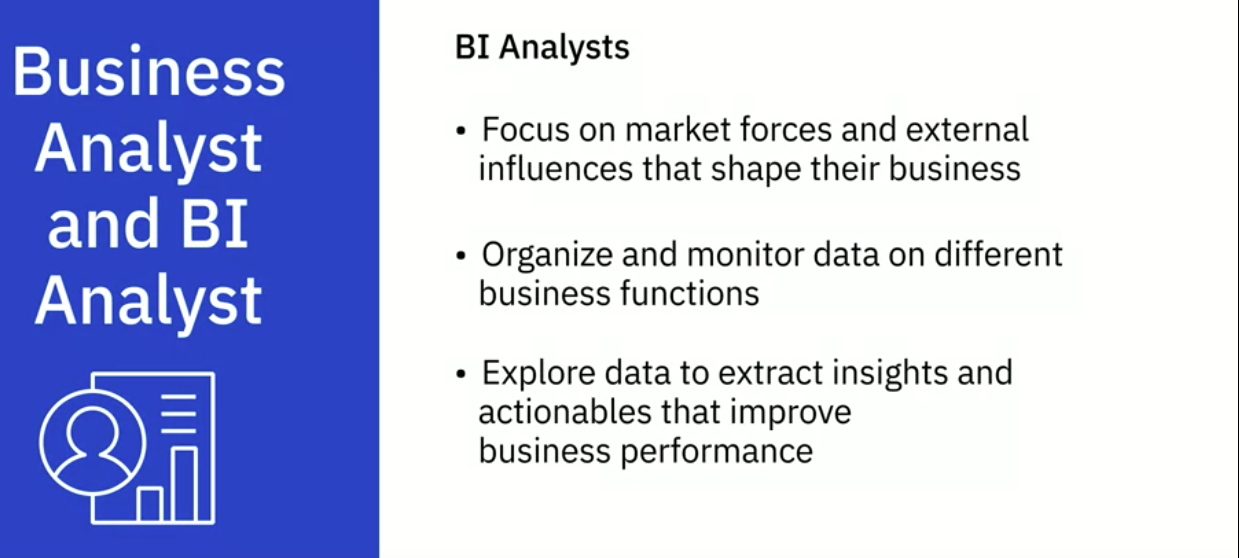 Business
Analyst
and BI
Analyst
BI Analysts
• Focus on market forces and external
influences that shape their business
• Organize and monitor data on different
business functions
• Explore data to extract insights and
actionables that improve
business performance